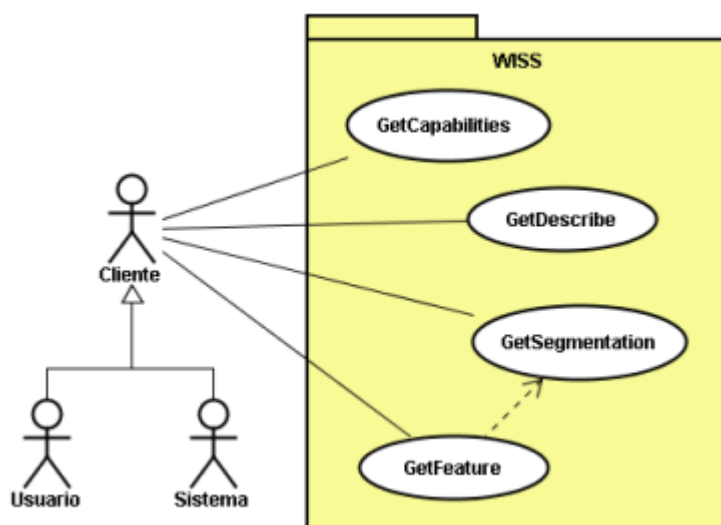 WISS
GetCapabilities
GetDescribe
Cliente
GetSegmentation
GetFeature
Usuario
Sistema